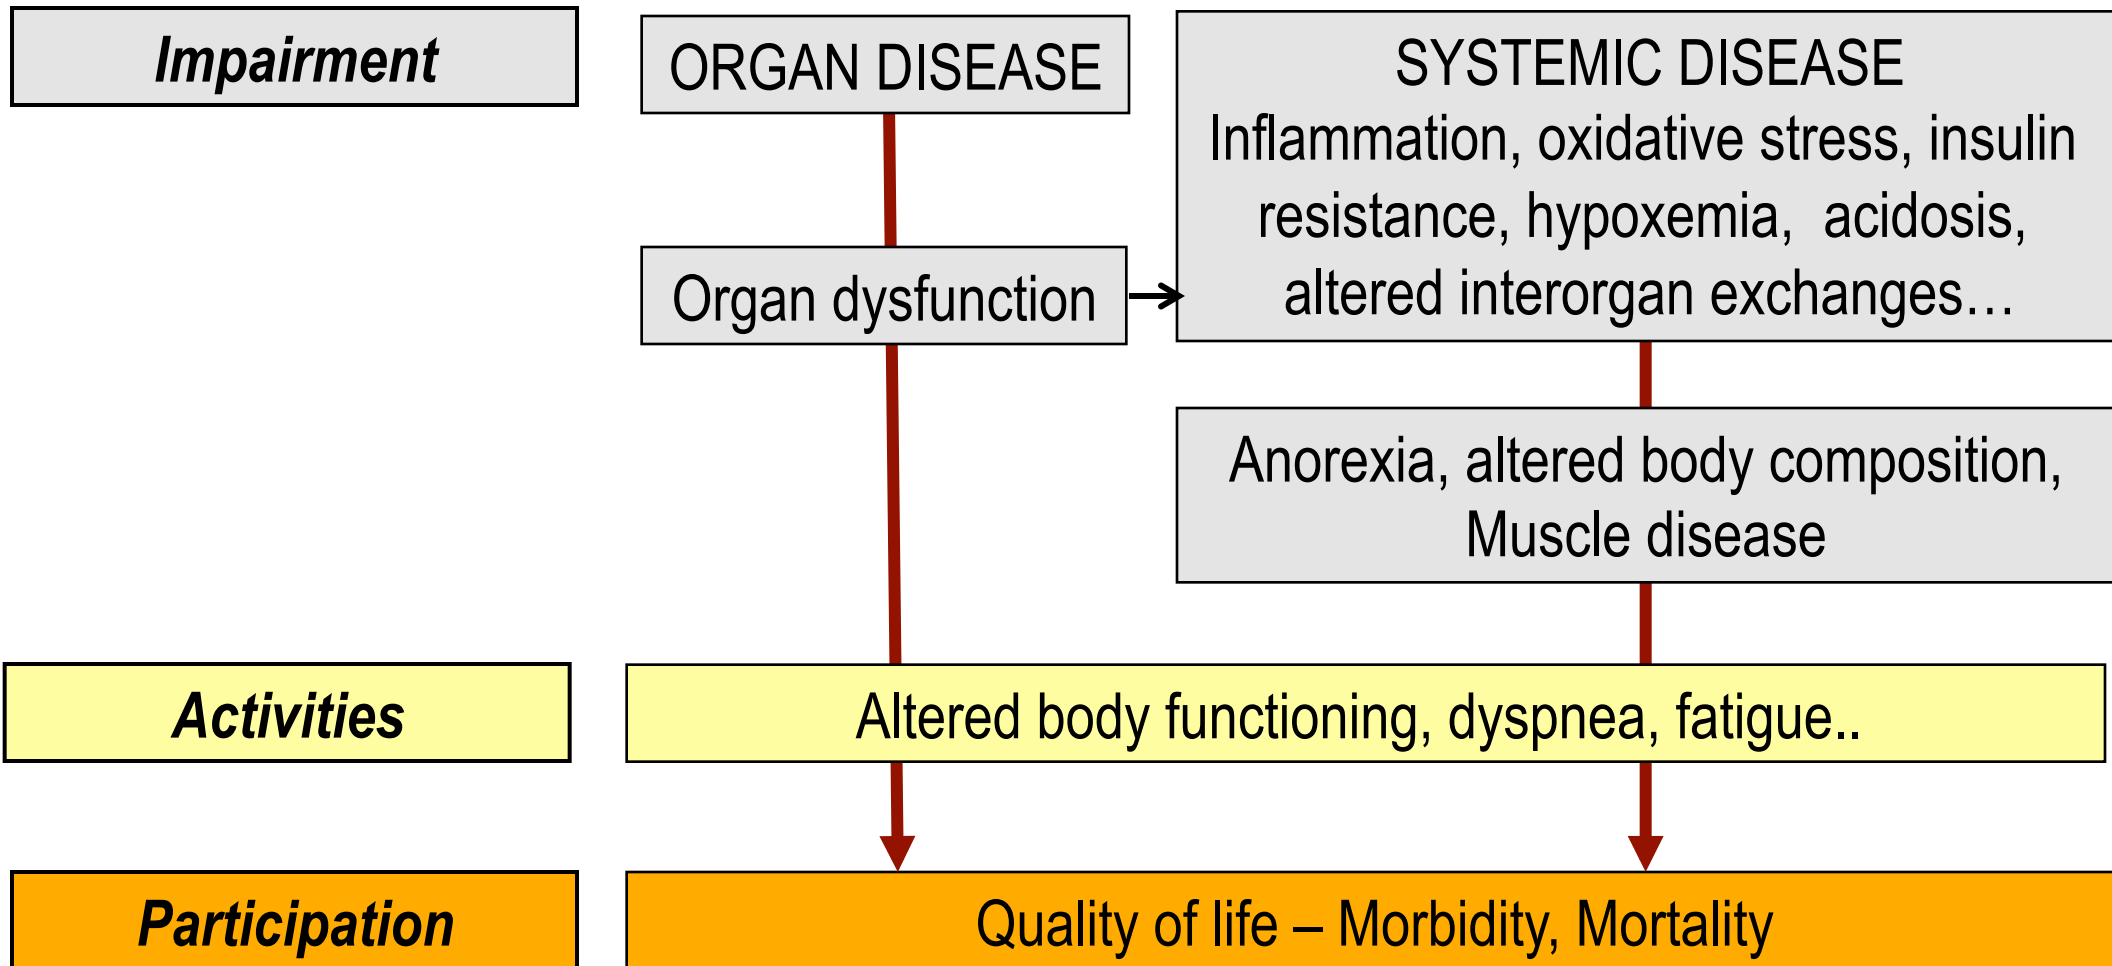 Impairment
ORGAN DISEASE
SYSTEMIC DISEASE
Inflammation, oxidative stress, insulin
resistance, hypoxemia,  acidosis,
altered interorgan exchanges…
Organ dysfunction
Anorexia, altered body composition,
Muscle disease
Activities
Altered body functioning, dyspnea, fatigue..
Participation
Quality of life – Morbidity, Mortality